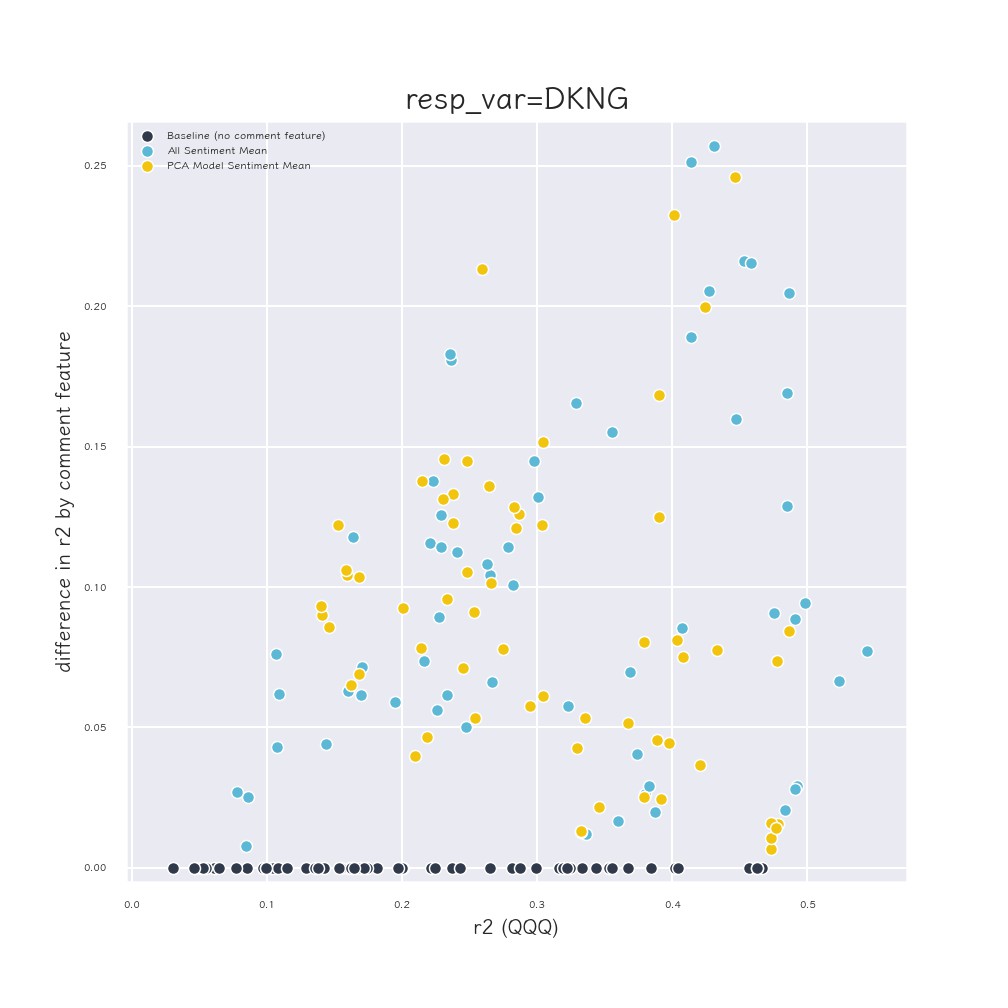 resp_var=DKNG
Baseline (no comment feature)
All Sentiment Mean
PCA Model Sentiment Mean
difference in r2 by comment feature
0.25
0.20
0.15
0.10
0.05
0.00
0.0 0.1 0.2 0.3 0.4 0.5
r2 (QQQ)